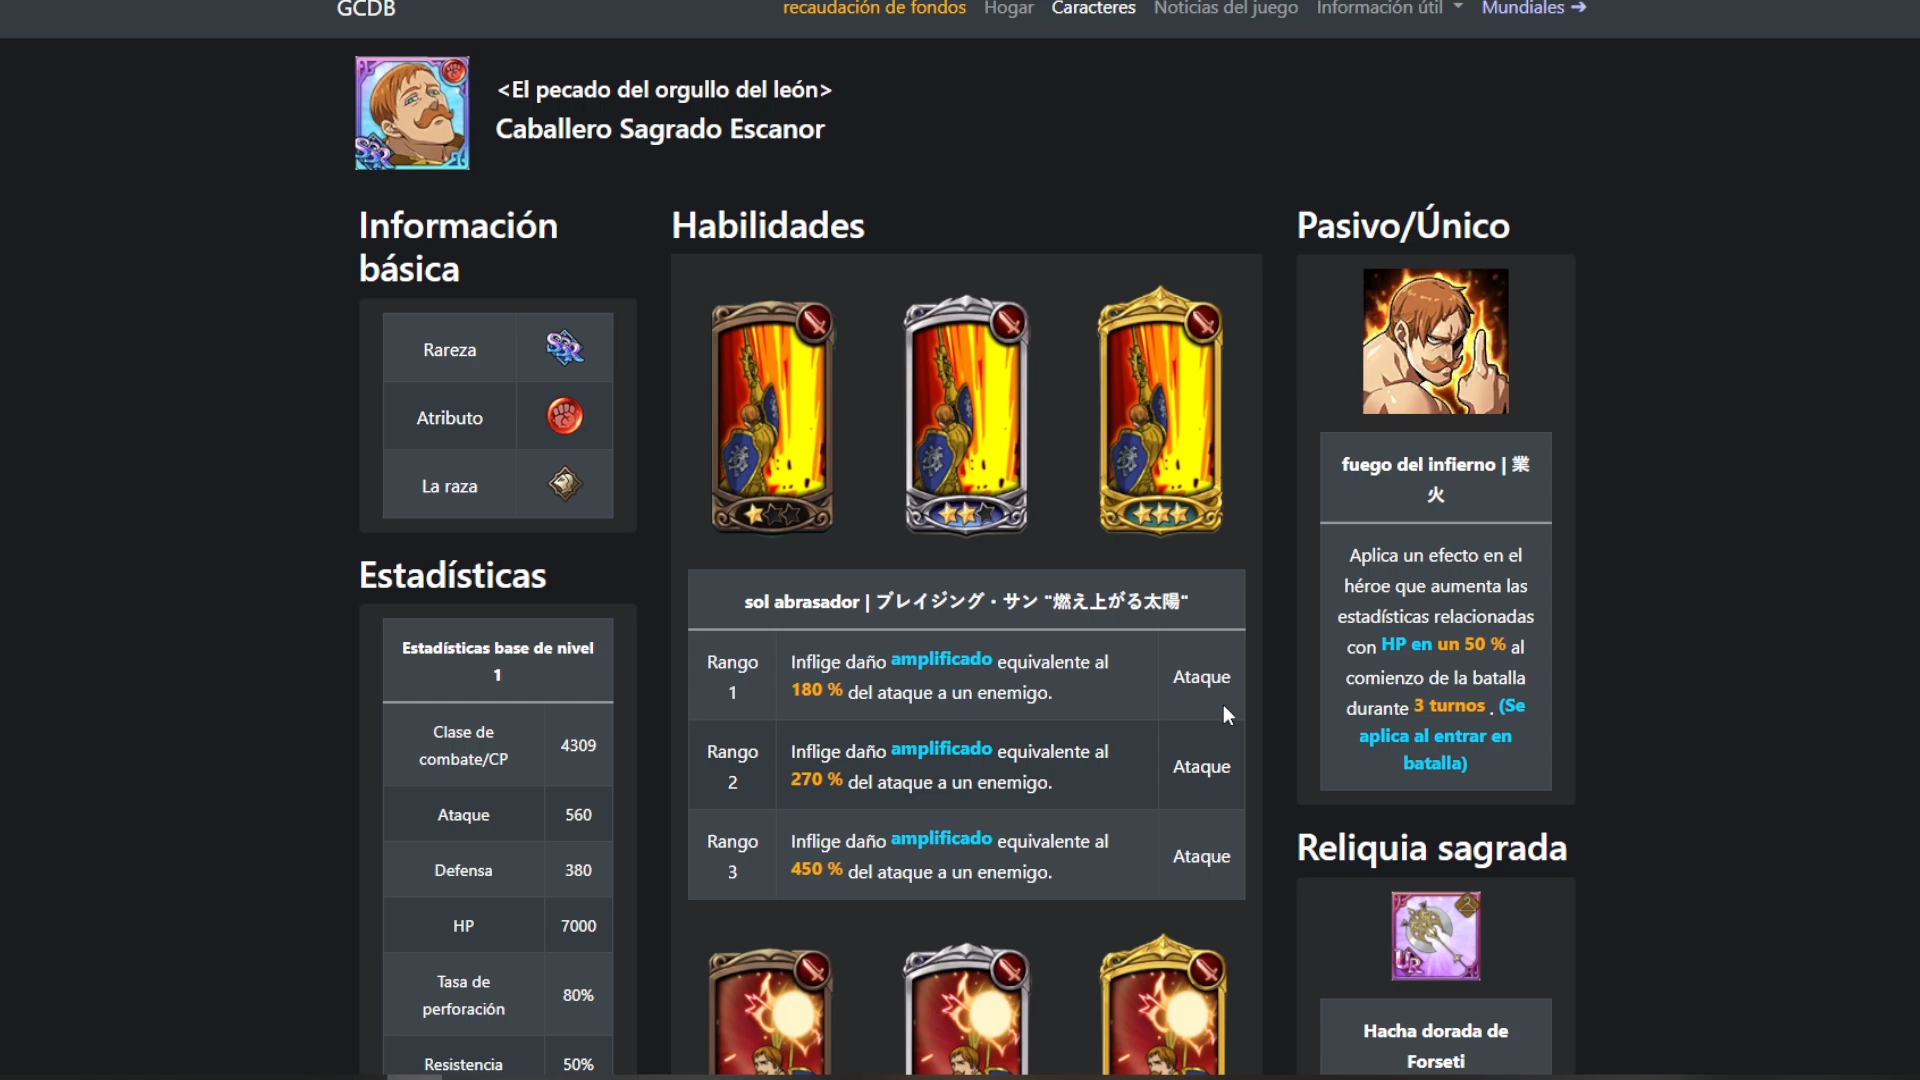 GCDB
recaudación de fondos Hogar Caracteres Noticias del juego Información útil Mundiales ➔
<El pecado del orgullo del león>
Caballero Sagrado Escanor
SSR
Información
básica
Rareza SSR
Atributo
La raza
Estadísticas
Estadísticas base de nivel
1
Clase de
combate/CP 4309
Ataque 560
Defensa 380
HP 7000
Tasa de
perforación 80%
Resistencia 50%
Habilidades
sol abrasador | ブレイジング・サン "燃え上がる太陽"
Rango
1
Inflige daño amplificado equivalente al
180 % del ataque a un enemigo.
Ataque
Rango
2
Inflige daño amplificado equivalente al
270 % del ataque a un enemigo.
Ataque
Rango
3
Inflige daño amplificado equivalente al
450 % del ataque a un enemigo.
Ataque
Pasivo/Único
fuego del infierno | 業
火
Aplica un efecto en el
héroe que aumenta las
estadísticas relacionadas
con HP en un 50 % al
comienzo de la batalla
durante 3 turnos . (Se
aplica al entrar en
batalla)
Reliquia sagrada
UR
Hacha dorada de
Forseti